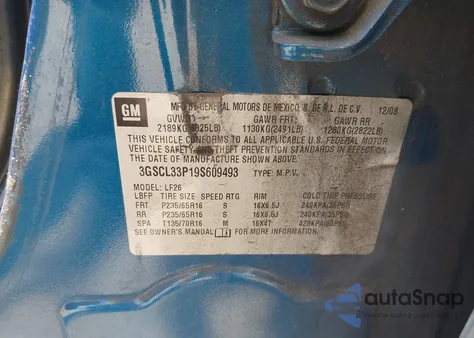 GM
MFD BY GENERAL MOTORS DE MEXICO, S. DE R.L. DE C.V. 12/08
GVWR GAWR FRT GAWR RR
2189KG(4825LB) 1130KG(2491LB) 1280KG(2822LB)
THIS VEHICLE CONFORMS TO ALL APPLICABLE U.S. FEDERAL MOTOR
VEHICLE SAFETY AND THEFT PREVENTION STANDARDS IN EFFECT
ON THE DATE OF MANUFACTURE SHOWN ABOVE.
3GSCL33P19S609493 TYPE: M.P.V.
MODEL: LF26
LBFP TIRE SIZE SPEED RTG RIM COLD TIRE PRESSURE
FRT P235/65R16 S 16X6.5J 240KPA(35PSI)
RR P235/65R16 S 16X6.5J 240KPA(35PSI)
SPA T135/70R16 M 16X4T 420KPA(60PSI)
SEE OWNER'S MANUAL FOR MORE INFORMATION.
autoSnap